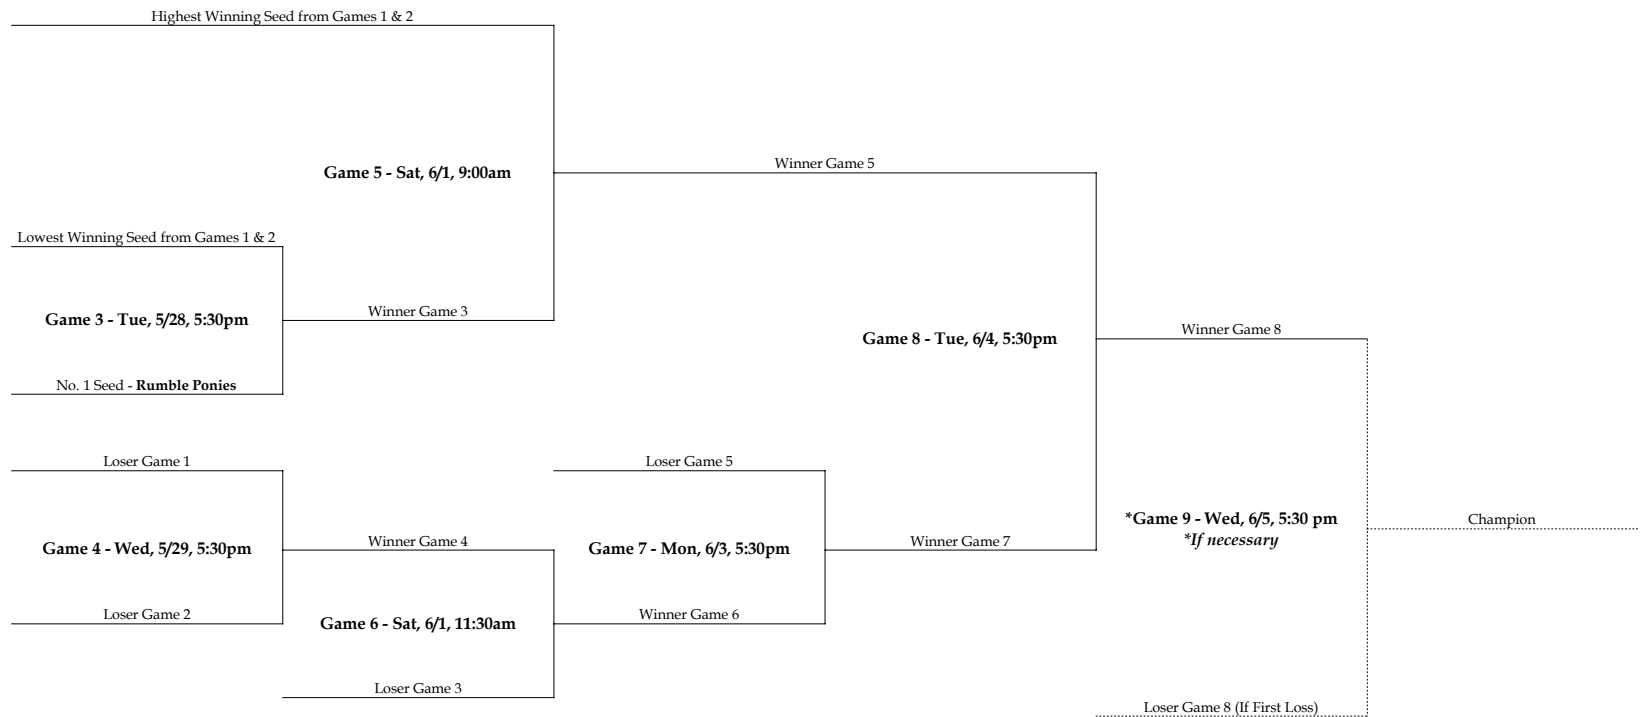 Highest Winning Seed from Games 1 & 2
Game 5 - Sat, 6/1, 9:00am
Winner Game 5
Lowest Winning Seed from Games 1 & 2
Game 3 - Tue, 5/28, 5:30pm
Winner Game 3
Game 8 - Tue, 6/4, 5:30pm
Winner Game 8
No. 1 Seed - Rumble Ponies
Loser Game 1
Loser Game 5
*Game 9 - Wed, 6/5, 5:30 pm
*If necessary
Champion
Game 4 - Wed, 5/29, 5:30pm
Winner Game 4
Game 7 - Mon, 6/3, 5:30pm
Winner Game 7
Loser Game 2
Game 6 - Sat, 6/1, 11:30am
Winner Game 6
Loser Game 3
Loser Game 8 (If First Loss)